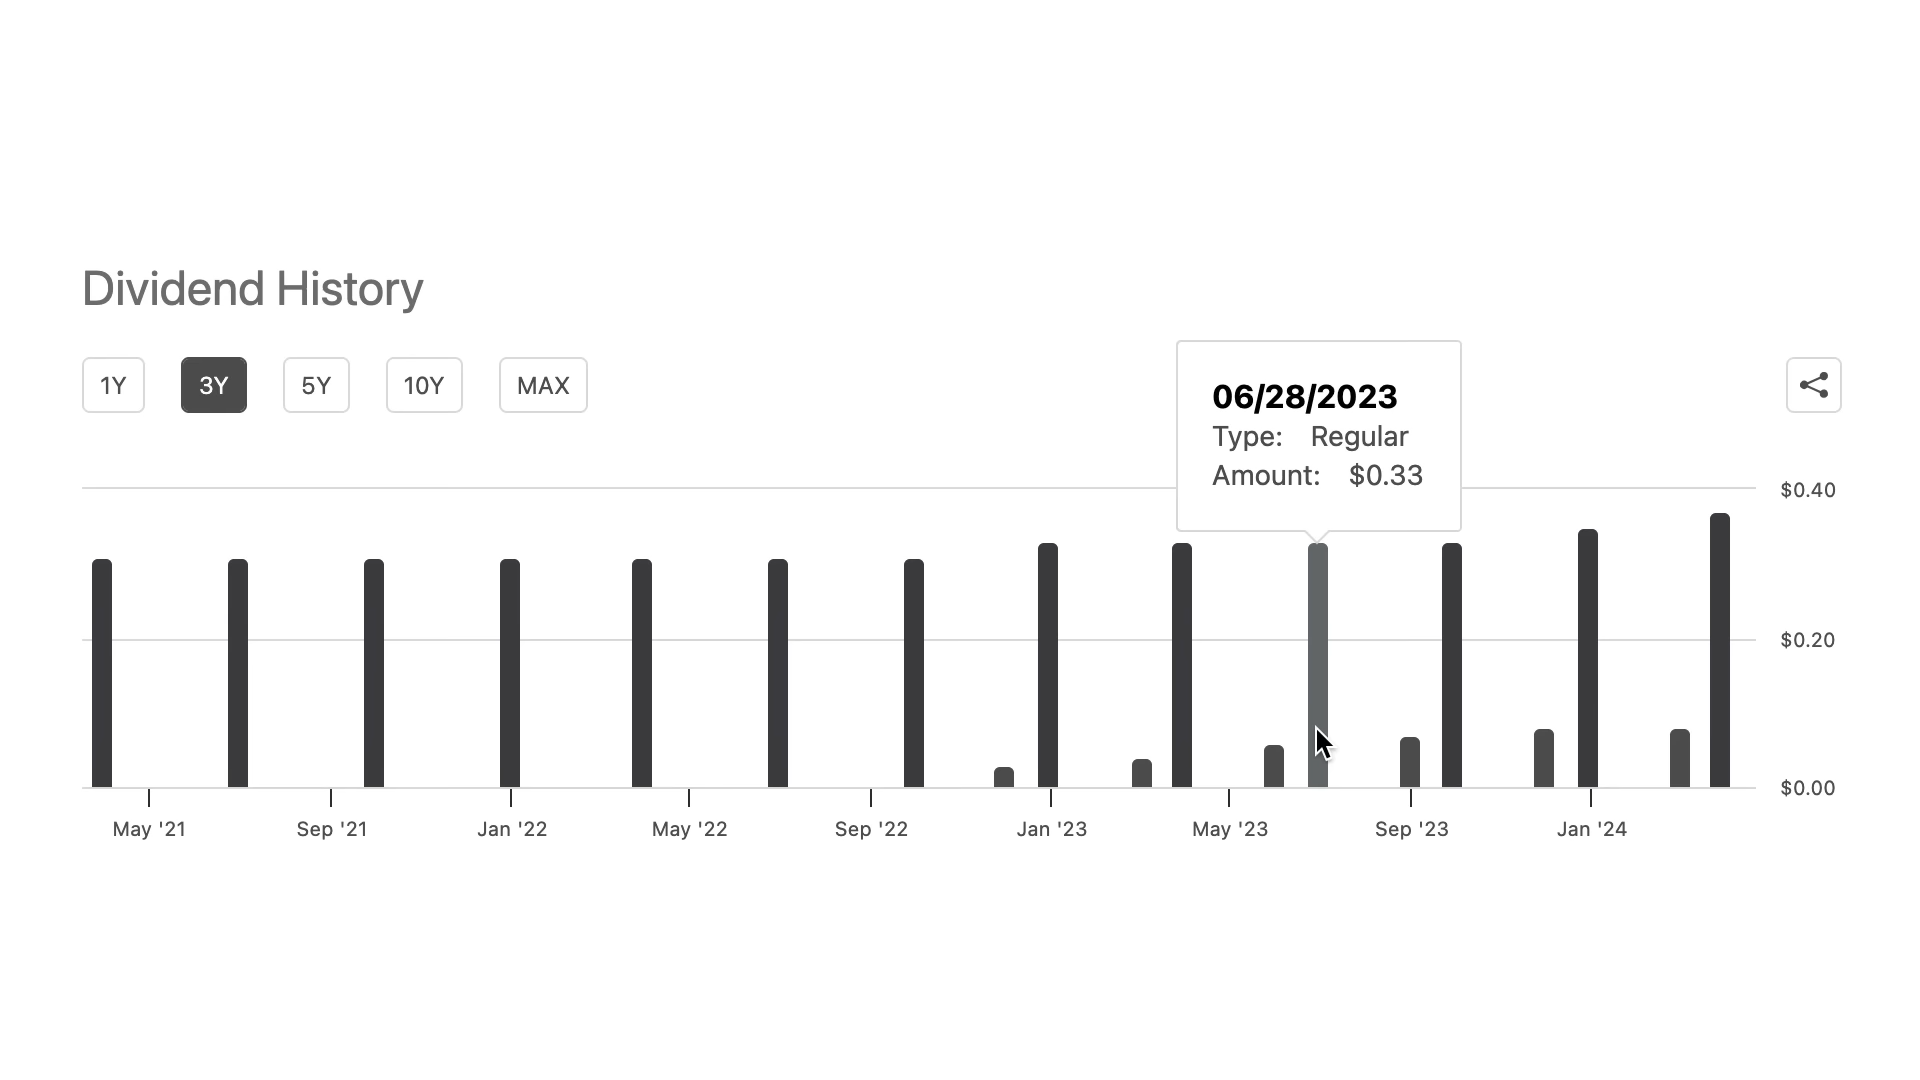 Dividend History
1Y 3Y 5Y 10Y MAX
06/28/2023
Type: Regular
Amount: $0.33
$0.40
$0.20
$0.00
May '21 Sep '21 Jan '22 May '22 Sep '22 Jan '23 May '23 Sep '23 Jan '24